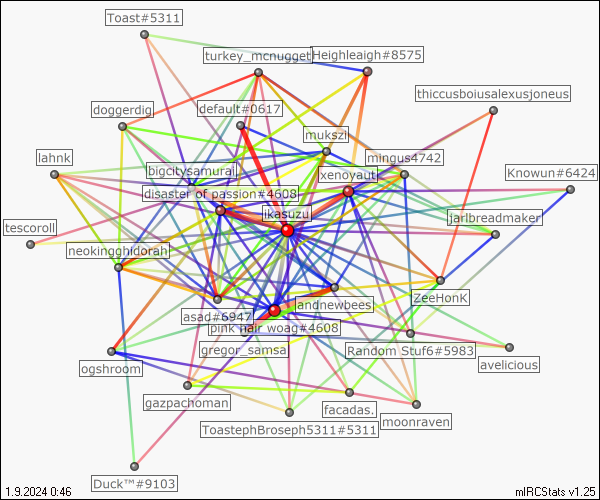 Toast#5311
turkey_mcnugget
Heighleigh#8575
thiccusboiusalexusjoneus
doggerdig
default#0617
mukszi
lahnk
bigcitysamurai
mingus4742
xenoyaut
Knowun#6424
disaster of passion#4608
ikasuzu
jarlbreadmaker
tescoroll
neokingghidorah
andnewbees
ZeeHonK
asad#6947
pink hair woag#4608
gregor_samsa
Random Stuf6#5983
avelicious
ogshroom
gazpachoman
facadas.
moonraven
ToastephBroseph5311#5311
Duck™#9103
1.9.2024 0:46
mIRCStats v1.25